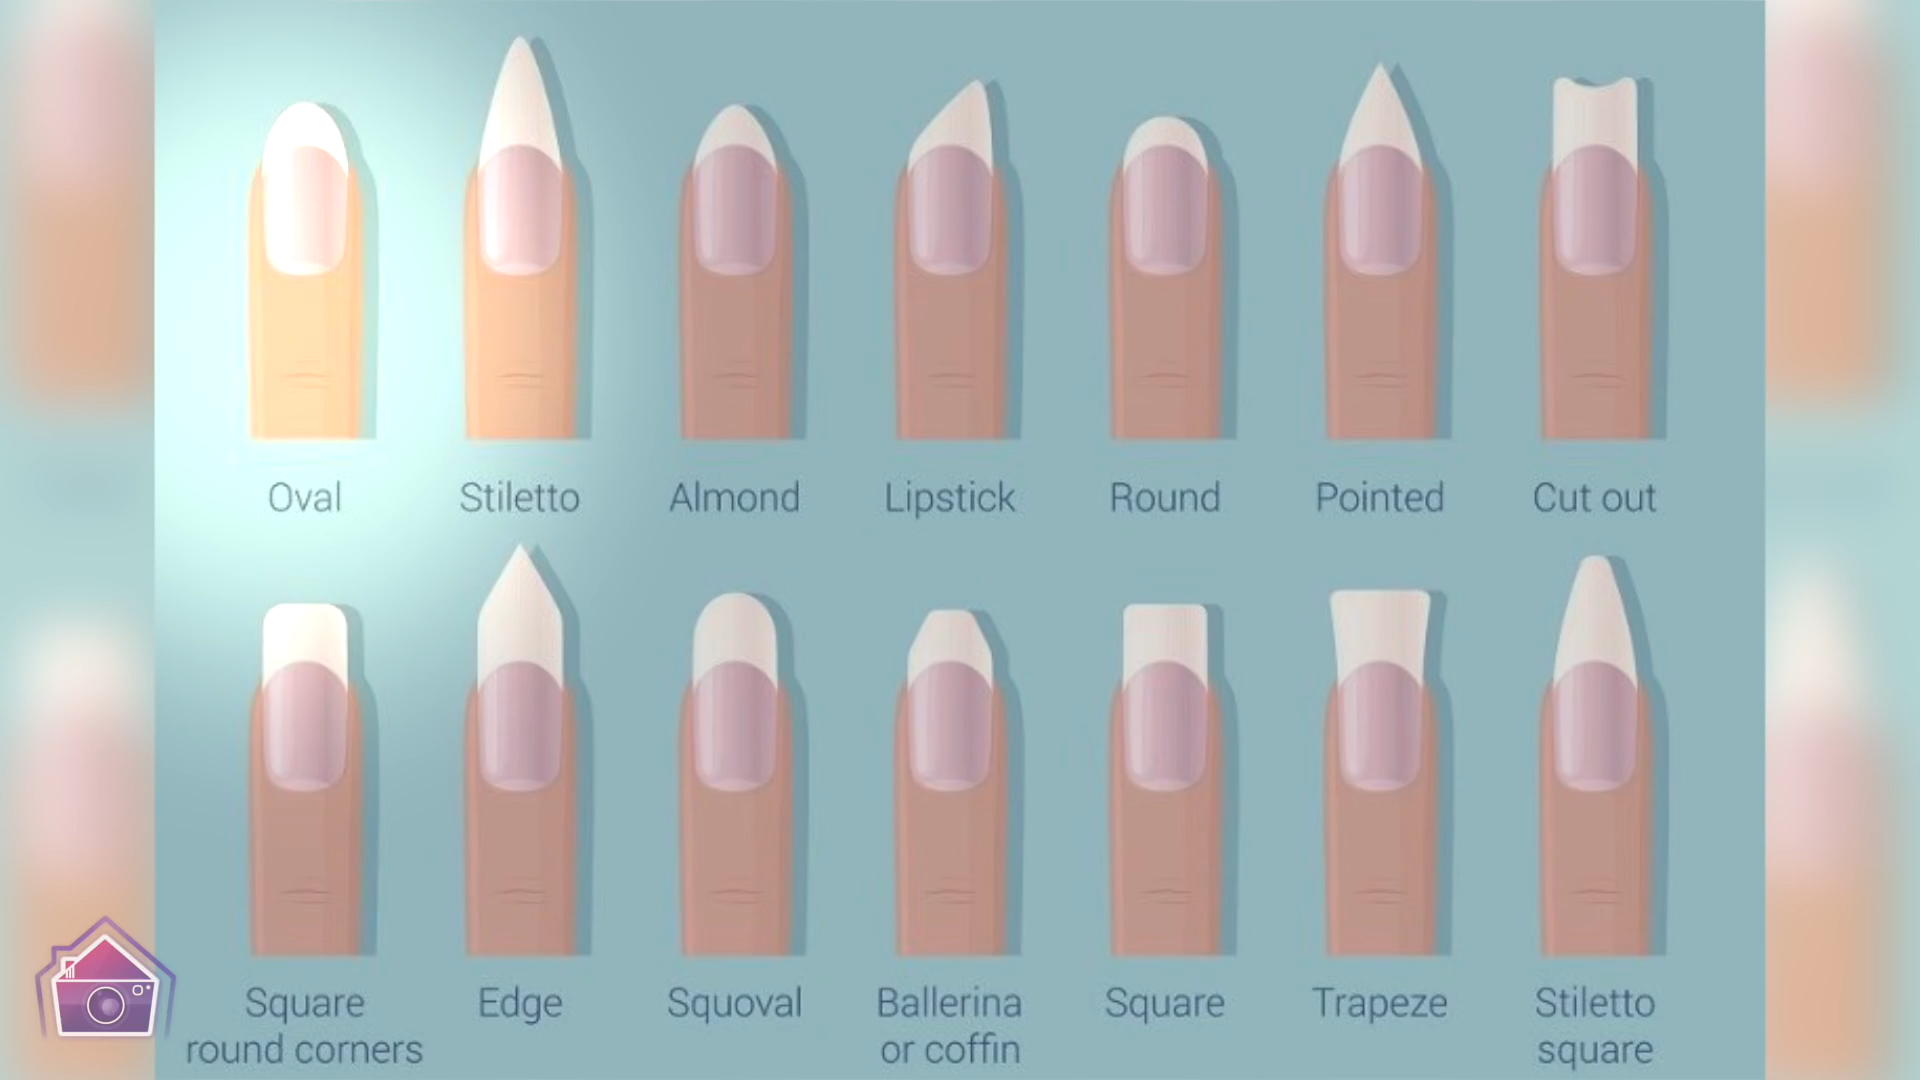 Oval
Stiletto
Almond
Lipstick
Round
Pointed
Cut out
Square
round corners
Edge
Squoval
Ballerina
or coffin
Square
Trapeze
Stiletto
square